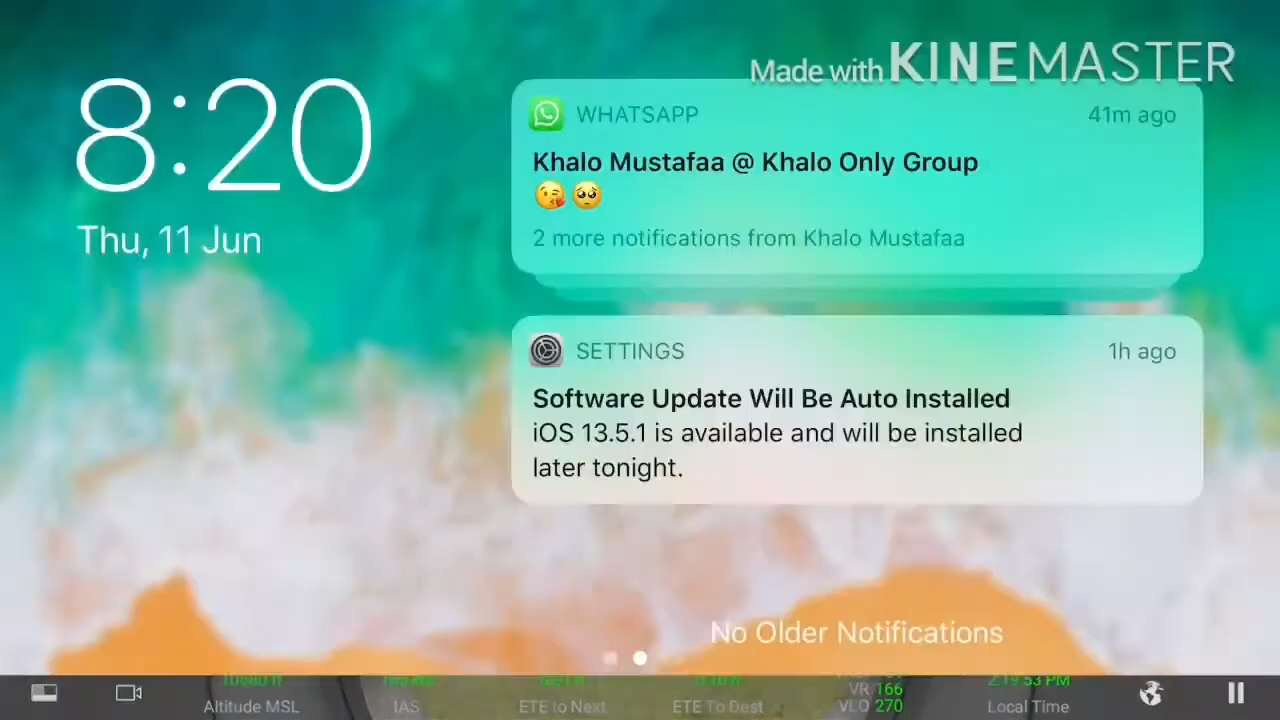 Made with KINEMASTER
8:20
Thu, 11 Jun
WHATSAPP
41m ago
Khalo Mustafaa @ Khalo Only Group
😘🥺
2 more notifications from Khalo Mustafaa
SETTINGS
1h ago
Software Update Will Be Auto Installed
iOS 13.5.1 is available and will be installed
later tonight.
No Older Notifications
VR 166
VLO 270
Altitude MSL
IAS
ETE to Next
ETE To Dest
Local Time